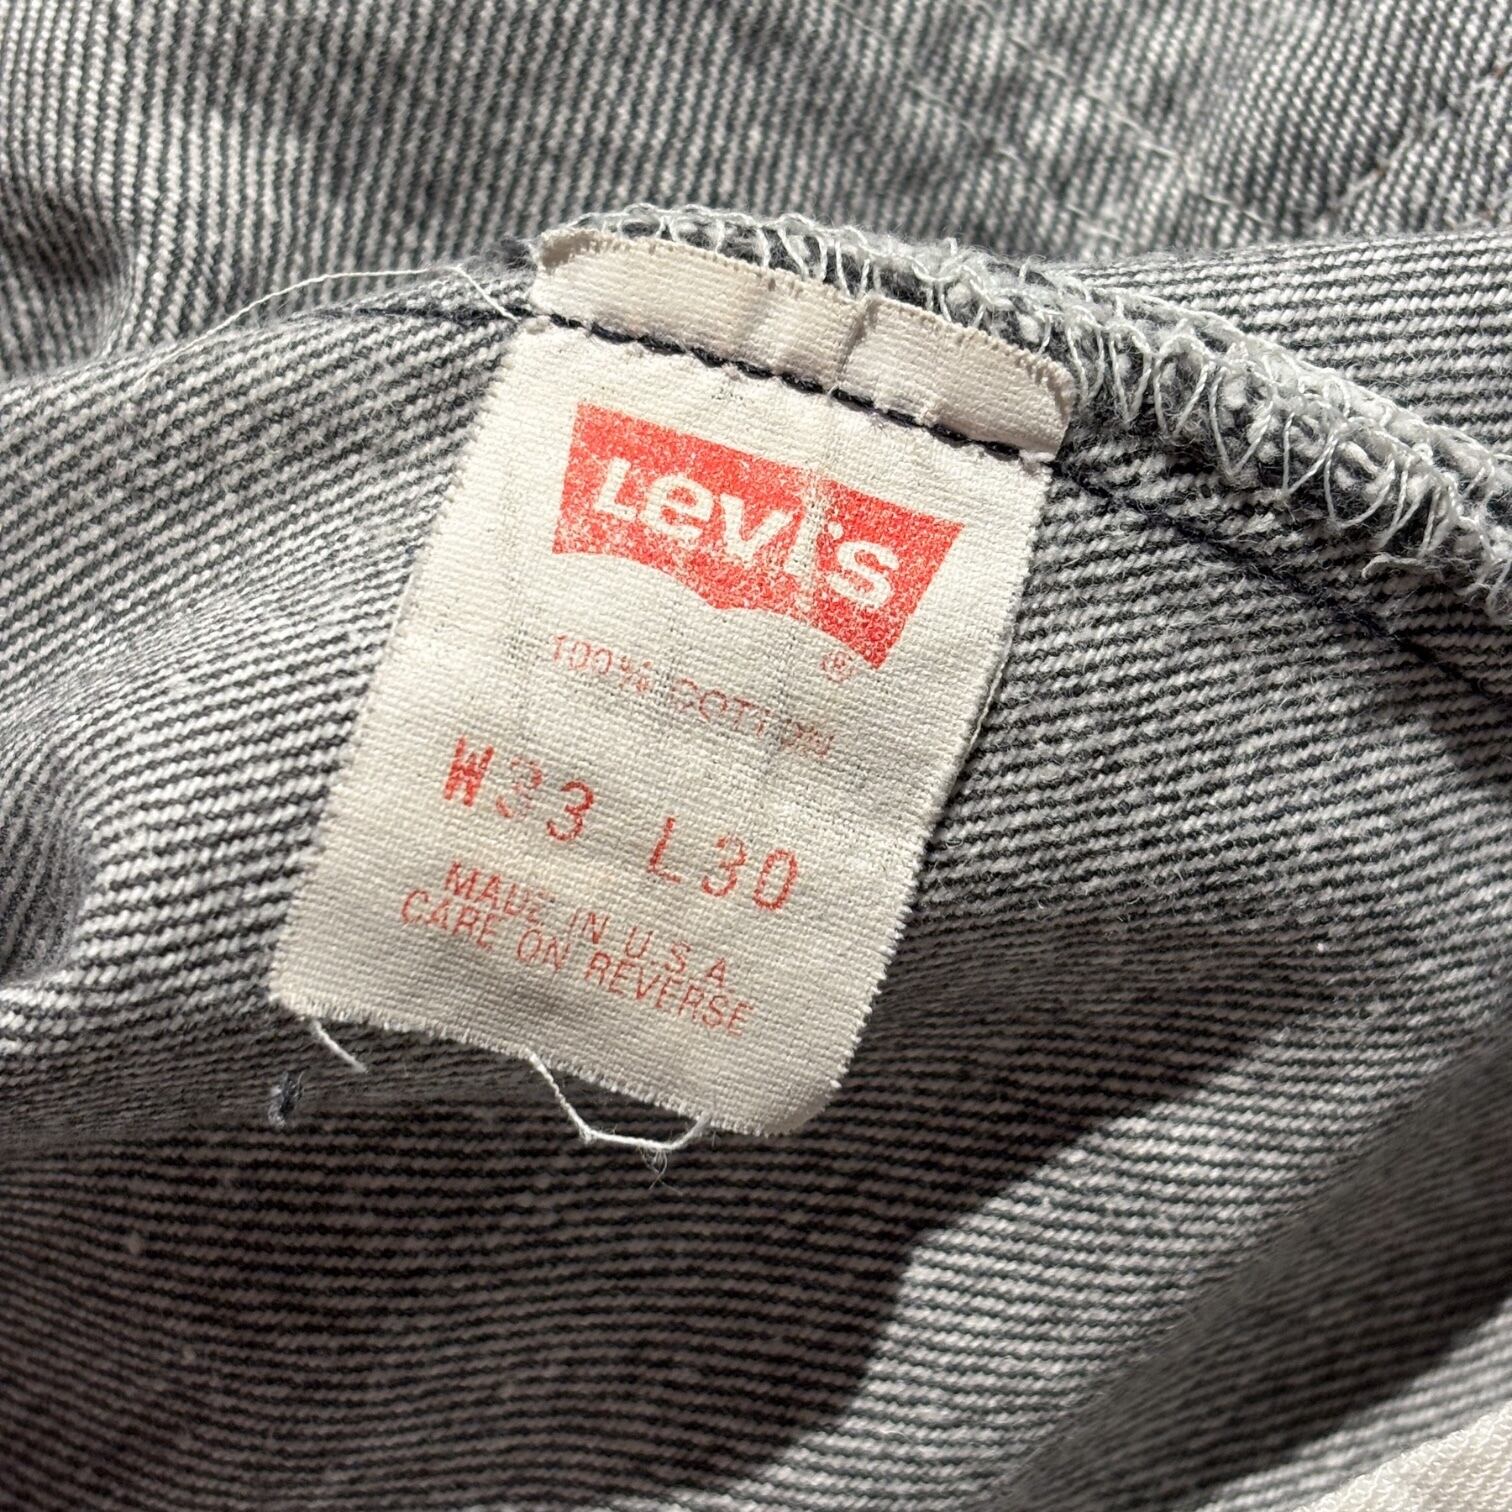 Levi's
®
100% COTTON
W33 L30
MADE IN U.S.A.
CARE ON REVERSE